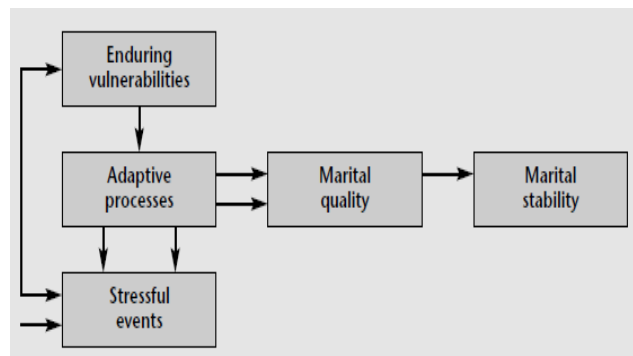 Enduring
vulnerabilities
Adaptive
processes
Marital
quality
Marital
stability
Stressful
events